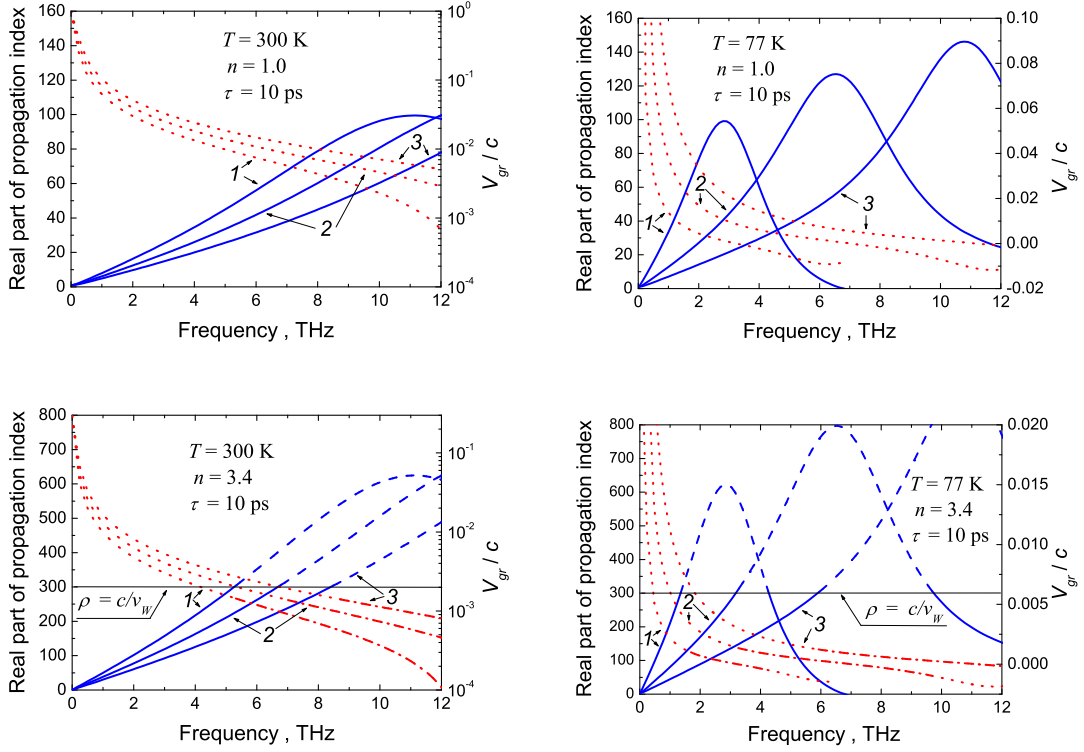 Real part of propagation index
160
140
120
100
80
60
40
20
0
0 2 4 6 8 10 12
Frequency , THz
T = 300 K
n = 1.0
τ = 10 ps
1
2
3
10⁰
10⁻¹
10⁻²
10⁻³
10⁻⁴
V_gr / c
Real part of propagation index
160
140
120
100
80
60
40
20
0
0 2 4 6 8 10 12
Frequency , THz
T = 77 K
n = 1.0
τ = 10 ps
1
2
3
0.10
0.08
0.06
0.04
0.02
0.00
-0.02
V_gr / c
Real part of propagation index
800
700
600
500
400
300
200
100
0
0 2 4 6 8 10 12
Frequency, THz
T = 300 K
n = 3.4
τ = 10 ps
ρ = c/v_W
1
2
3
10⁻¹
10⁻²
10⁻³
10⁻⁴
V_gr / c
Real part of propagation index
800
700
600
500
400
300
200
100
0
0 2 4 6 8 10 12
Frequency, THz
T = 77 K
n = 3.4
τ = 10 ps
ρ = c/v_W
1
2
3
0.020
0.015
0.010
0.005
0.000
V_gr / c